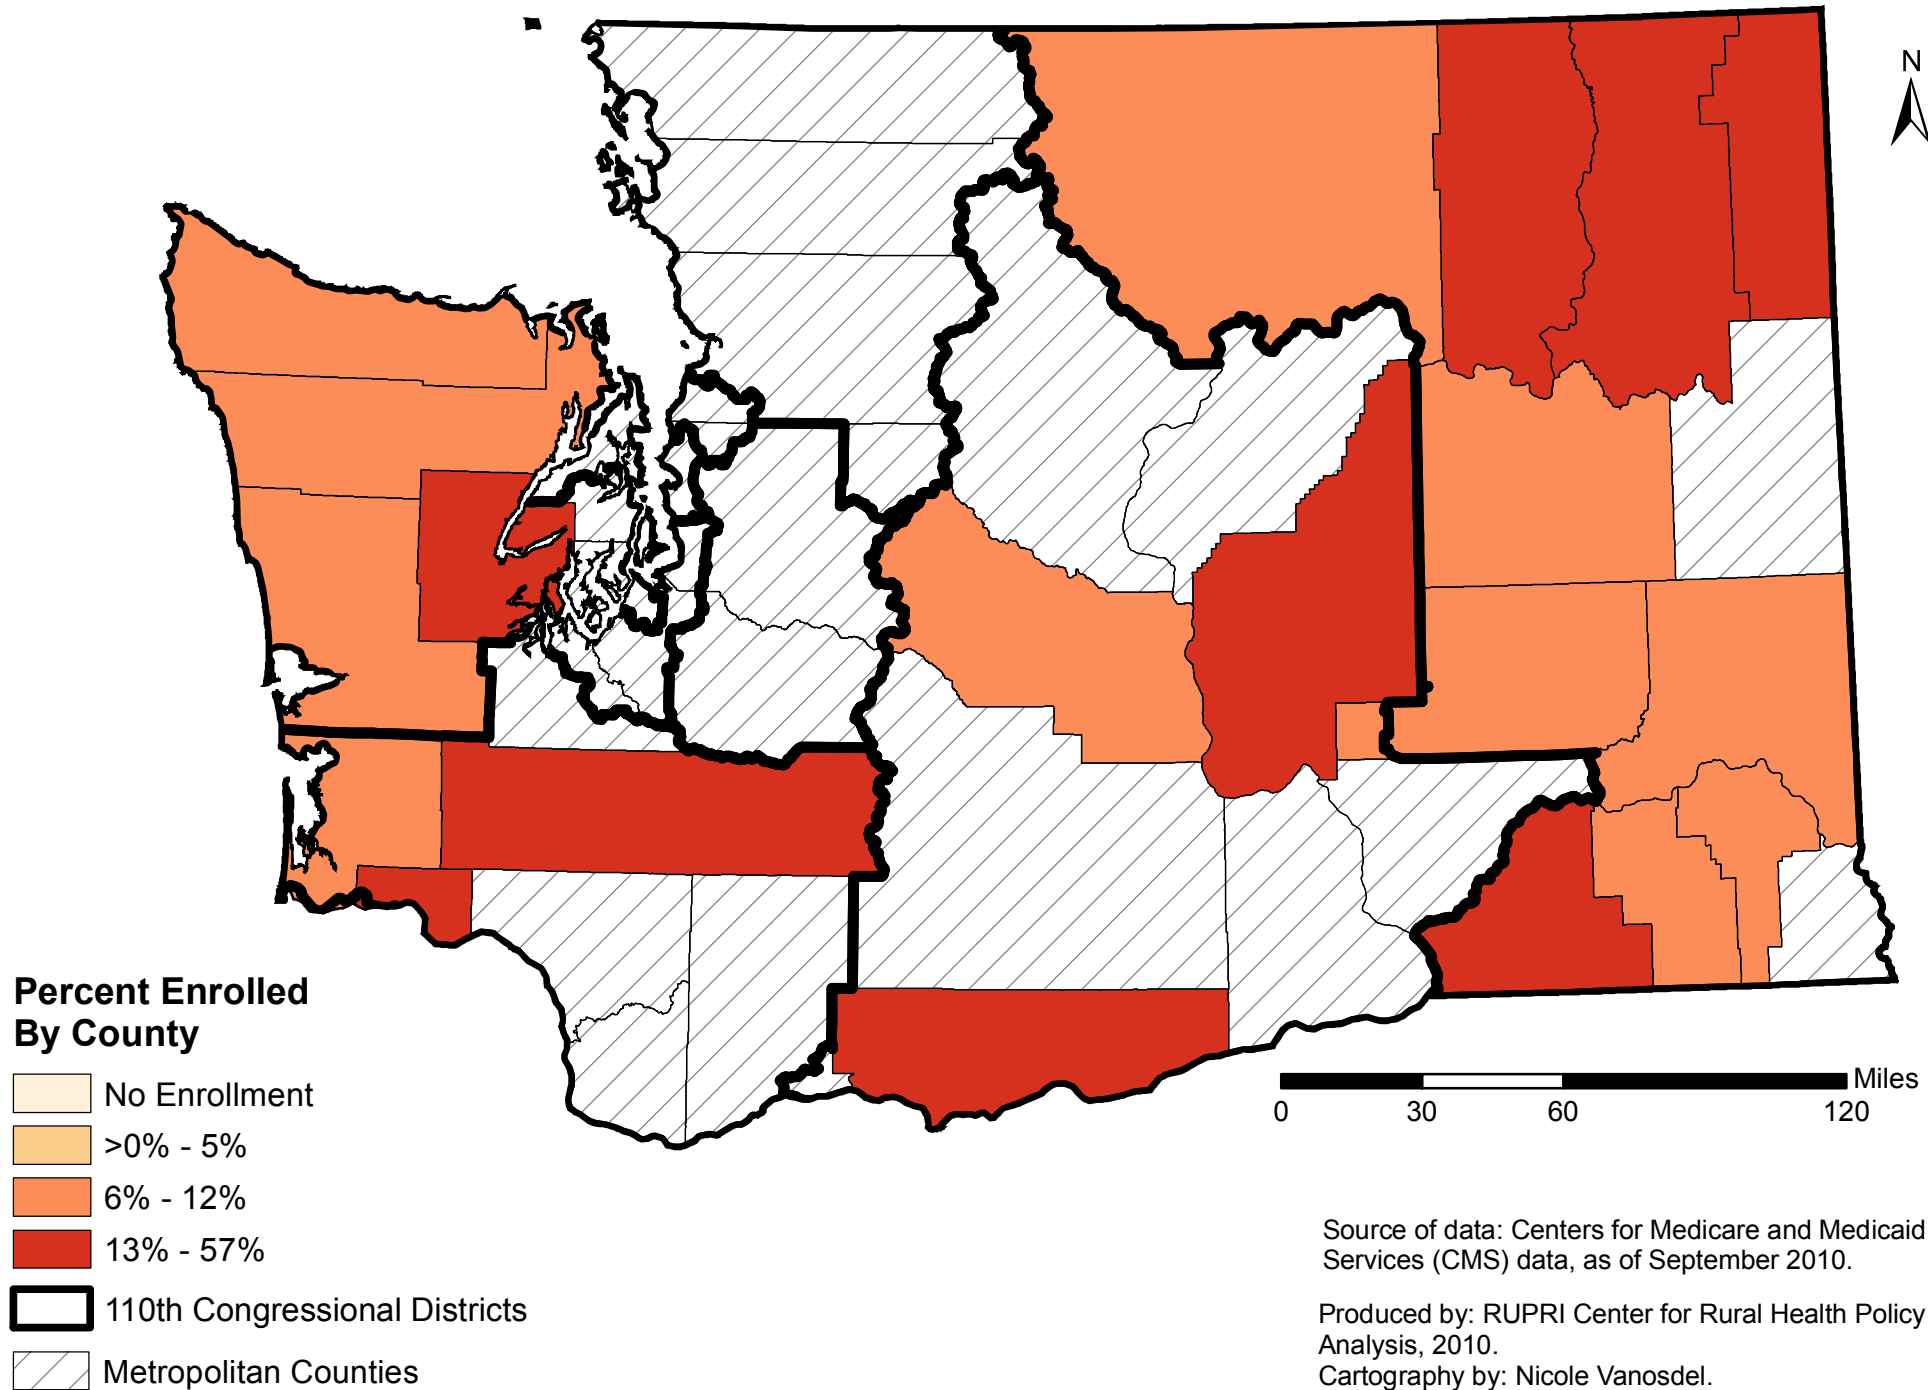 N
Percent Enrolled
By County
No Enrollment
>0% - 5%
6% - 12%
13% - 57%
110th Congressional Districts
Metropolitan Counties
Miles
0 30 60 120
Source of data: Centers for Medicare and Medicaid
Services (CMS) data, as of September 2010.
Produced by: RUPRI Center for Rural Health Policy
Analysis, 2010.
Cartography by: Nicole Vanosdel.